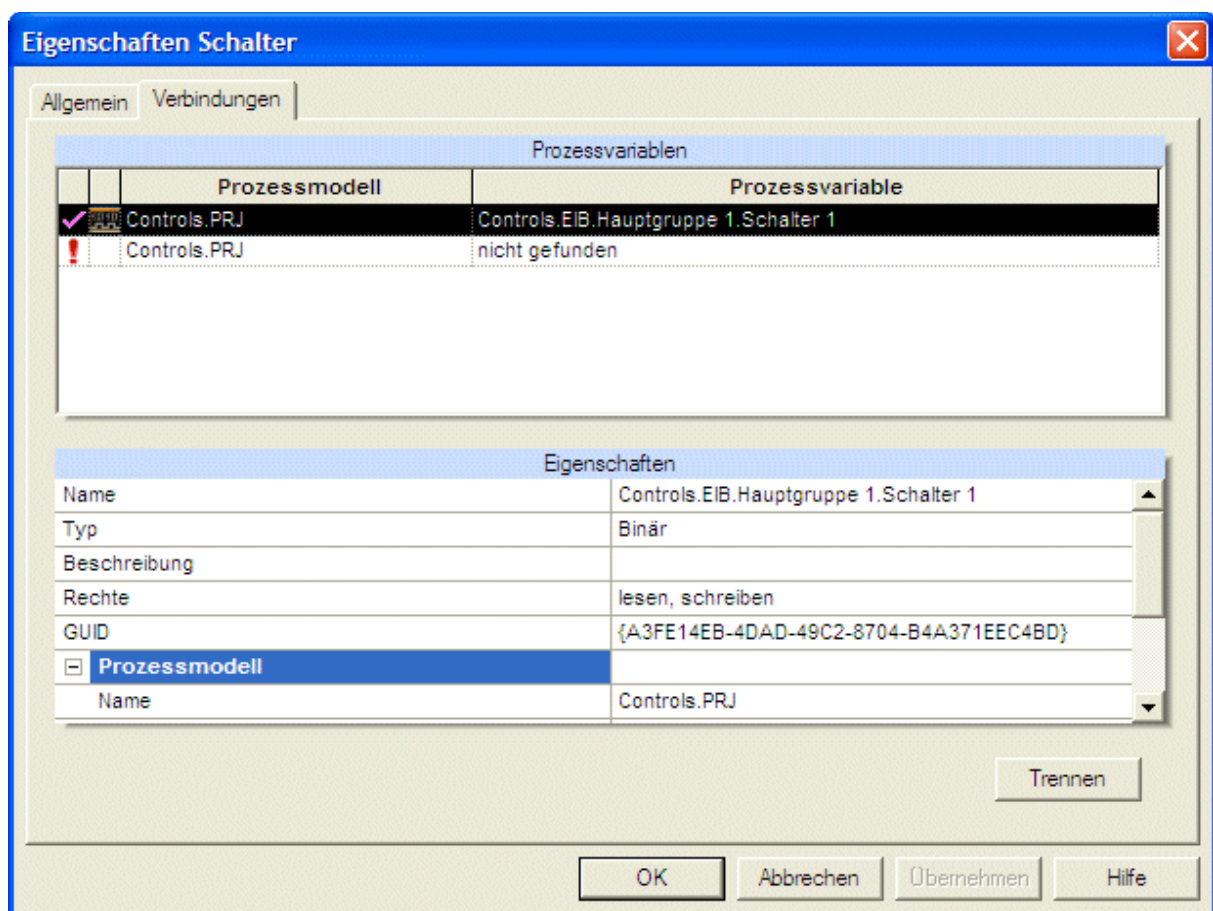 Eigenschaften Schalter
Allgemein Verbindungen
Prozessvariablen
Prozessmodell Prozessvariable
Controls.PRJ Controls.EIB.Hauptgruppe 1.Schalter 1
Controls.PRJ nicht gefunden
Eigenschaften
Name Controls.EIB.Hauptgruppe 1.Schalter 1
Typ Binär
Beschreibung
Rechte lesen, schreiben
GUID {A3FE14EB-4DAD-49C2-8704-B4A371EEC4BD}
Prozessmodell
Name Controls.PRJ
Trennen
OK Abbrechen Übernehmen Hilfe